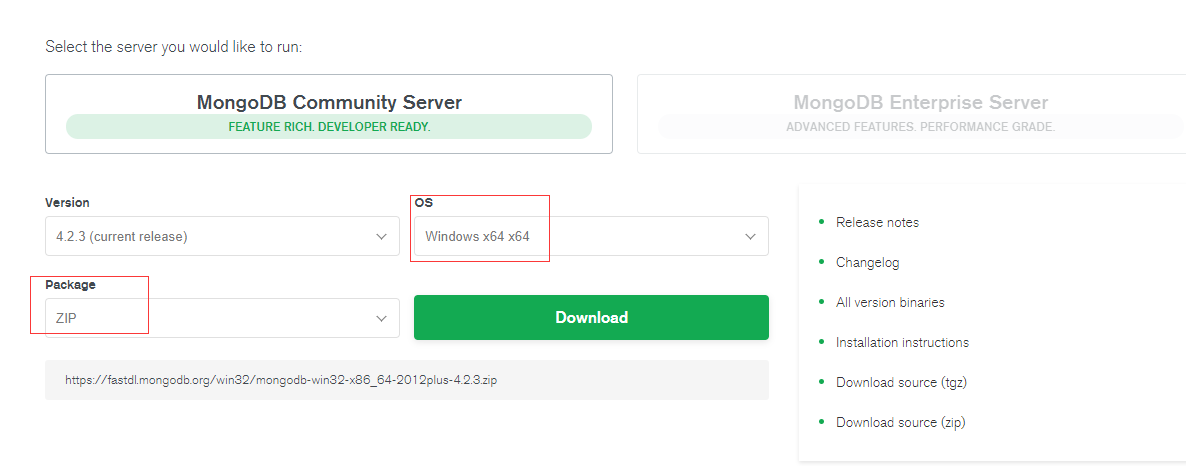 Select the server you would like to run:
MongoDB Community Server
FEATURE RICH. DEVELOPER READY.
MongoDB Enterprise Server
ADVANCED FEATURES. PERFORMANCE GRADE.
Version
4.2.3 (current release)
OS
Windows x64 x64
Package
ZIP
Download
https://fastdl.mongodb.org/win32/mongodb-win32-x86_64-2012plus-4.2.3.zip
Release notes
Changelog
All version binaries
Installation instructions
Download source (tgz)
Download source (zip)